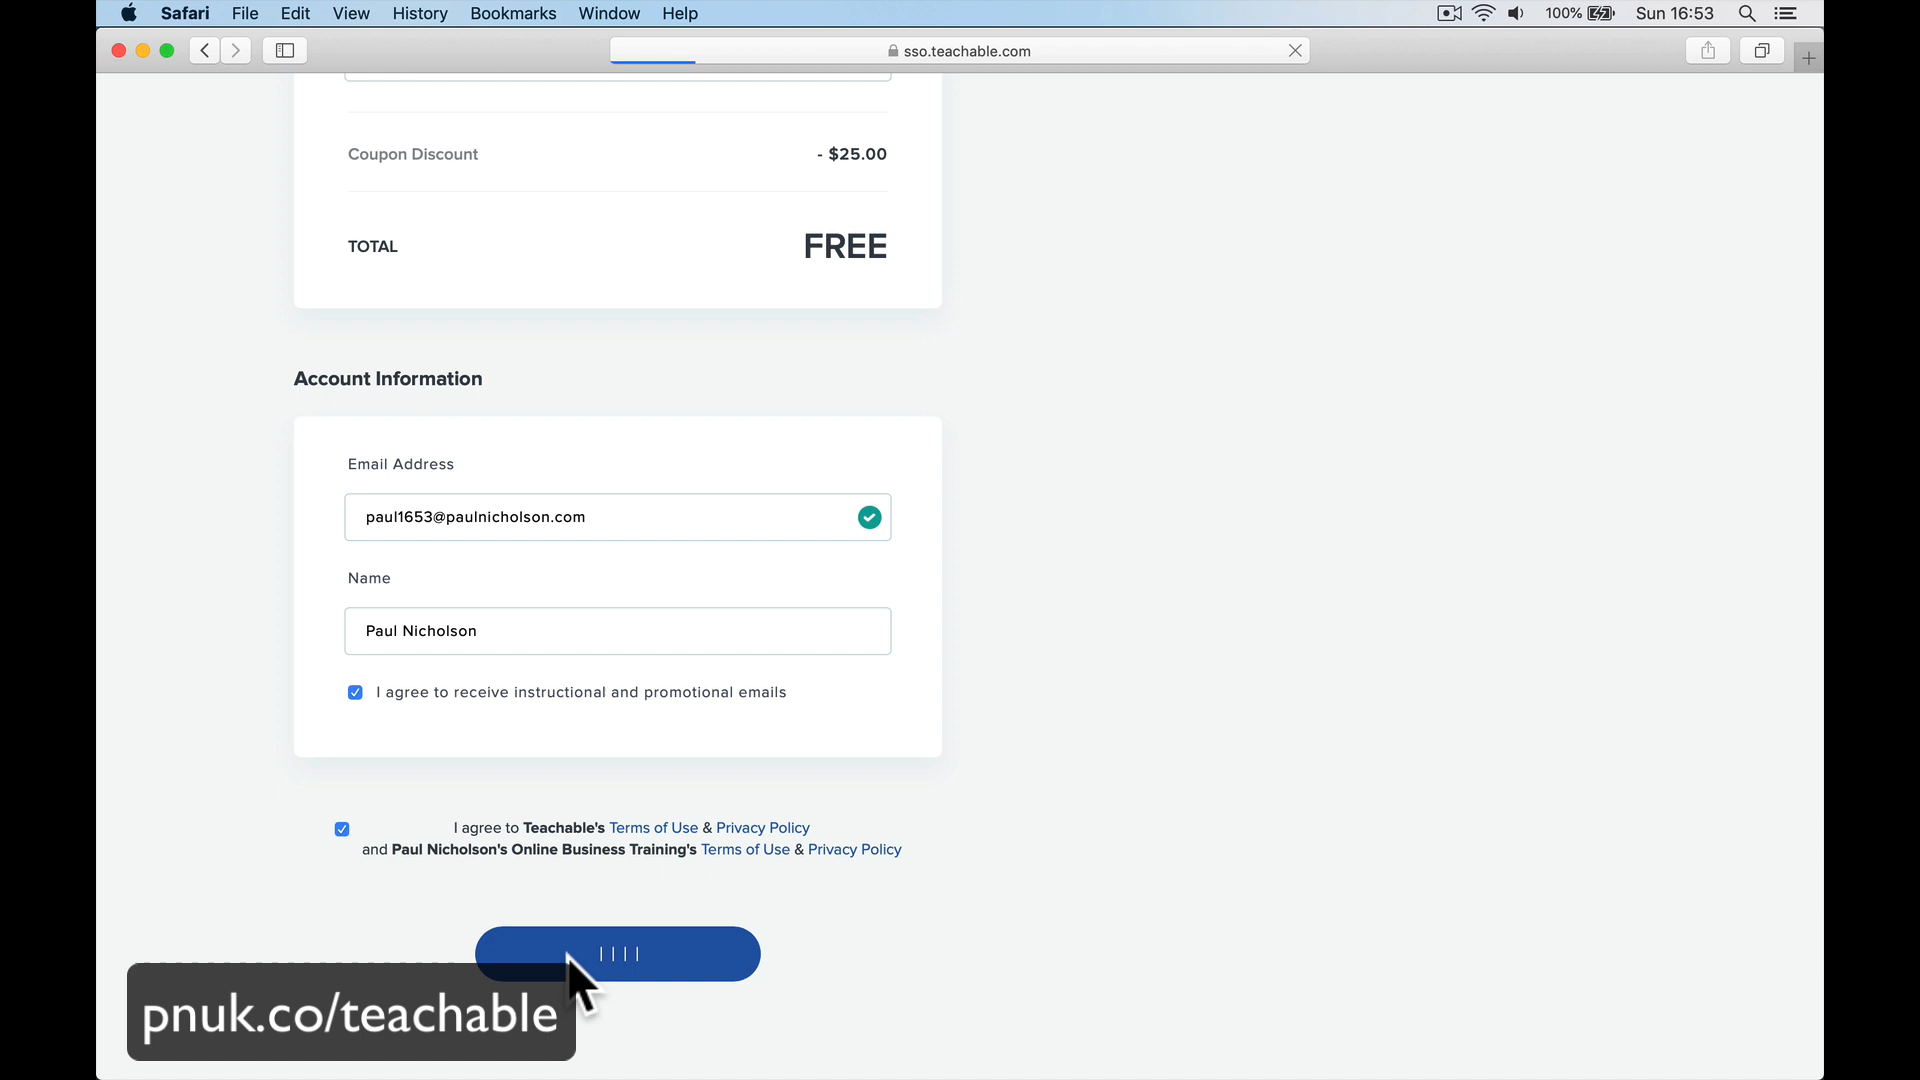 Safari File Edit View History Bookmarks Window Help 100% Sun 16:53
sso.teachable.com
Coupon Discount - $25.00
TOTAL FREE
Account Information
Email Address
paul1653@paulnicholson.com
Name
Paul Nicholson
I agree to receive instructional and promotional emails
I agree to Teachable's Terms of Use & Privacy Policy
and Paul Nicholson's Online Business Training's Terms of Use & Privacy Policy
pnuk.co/teachable